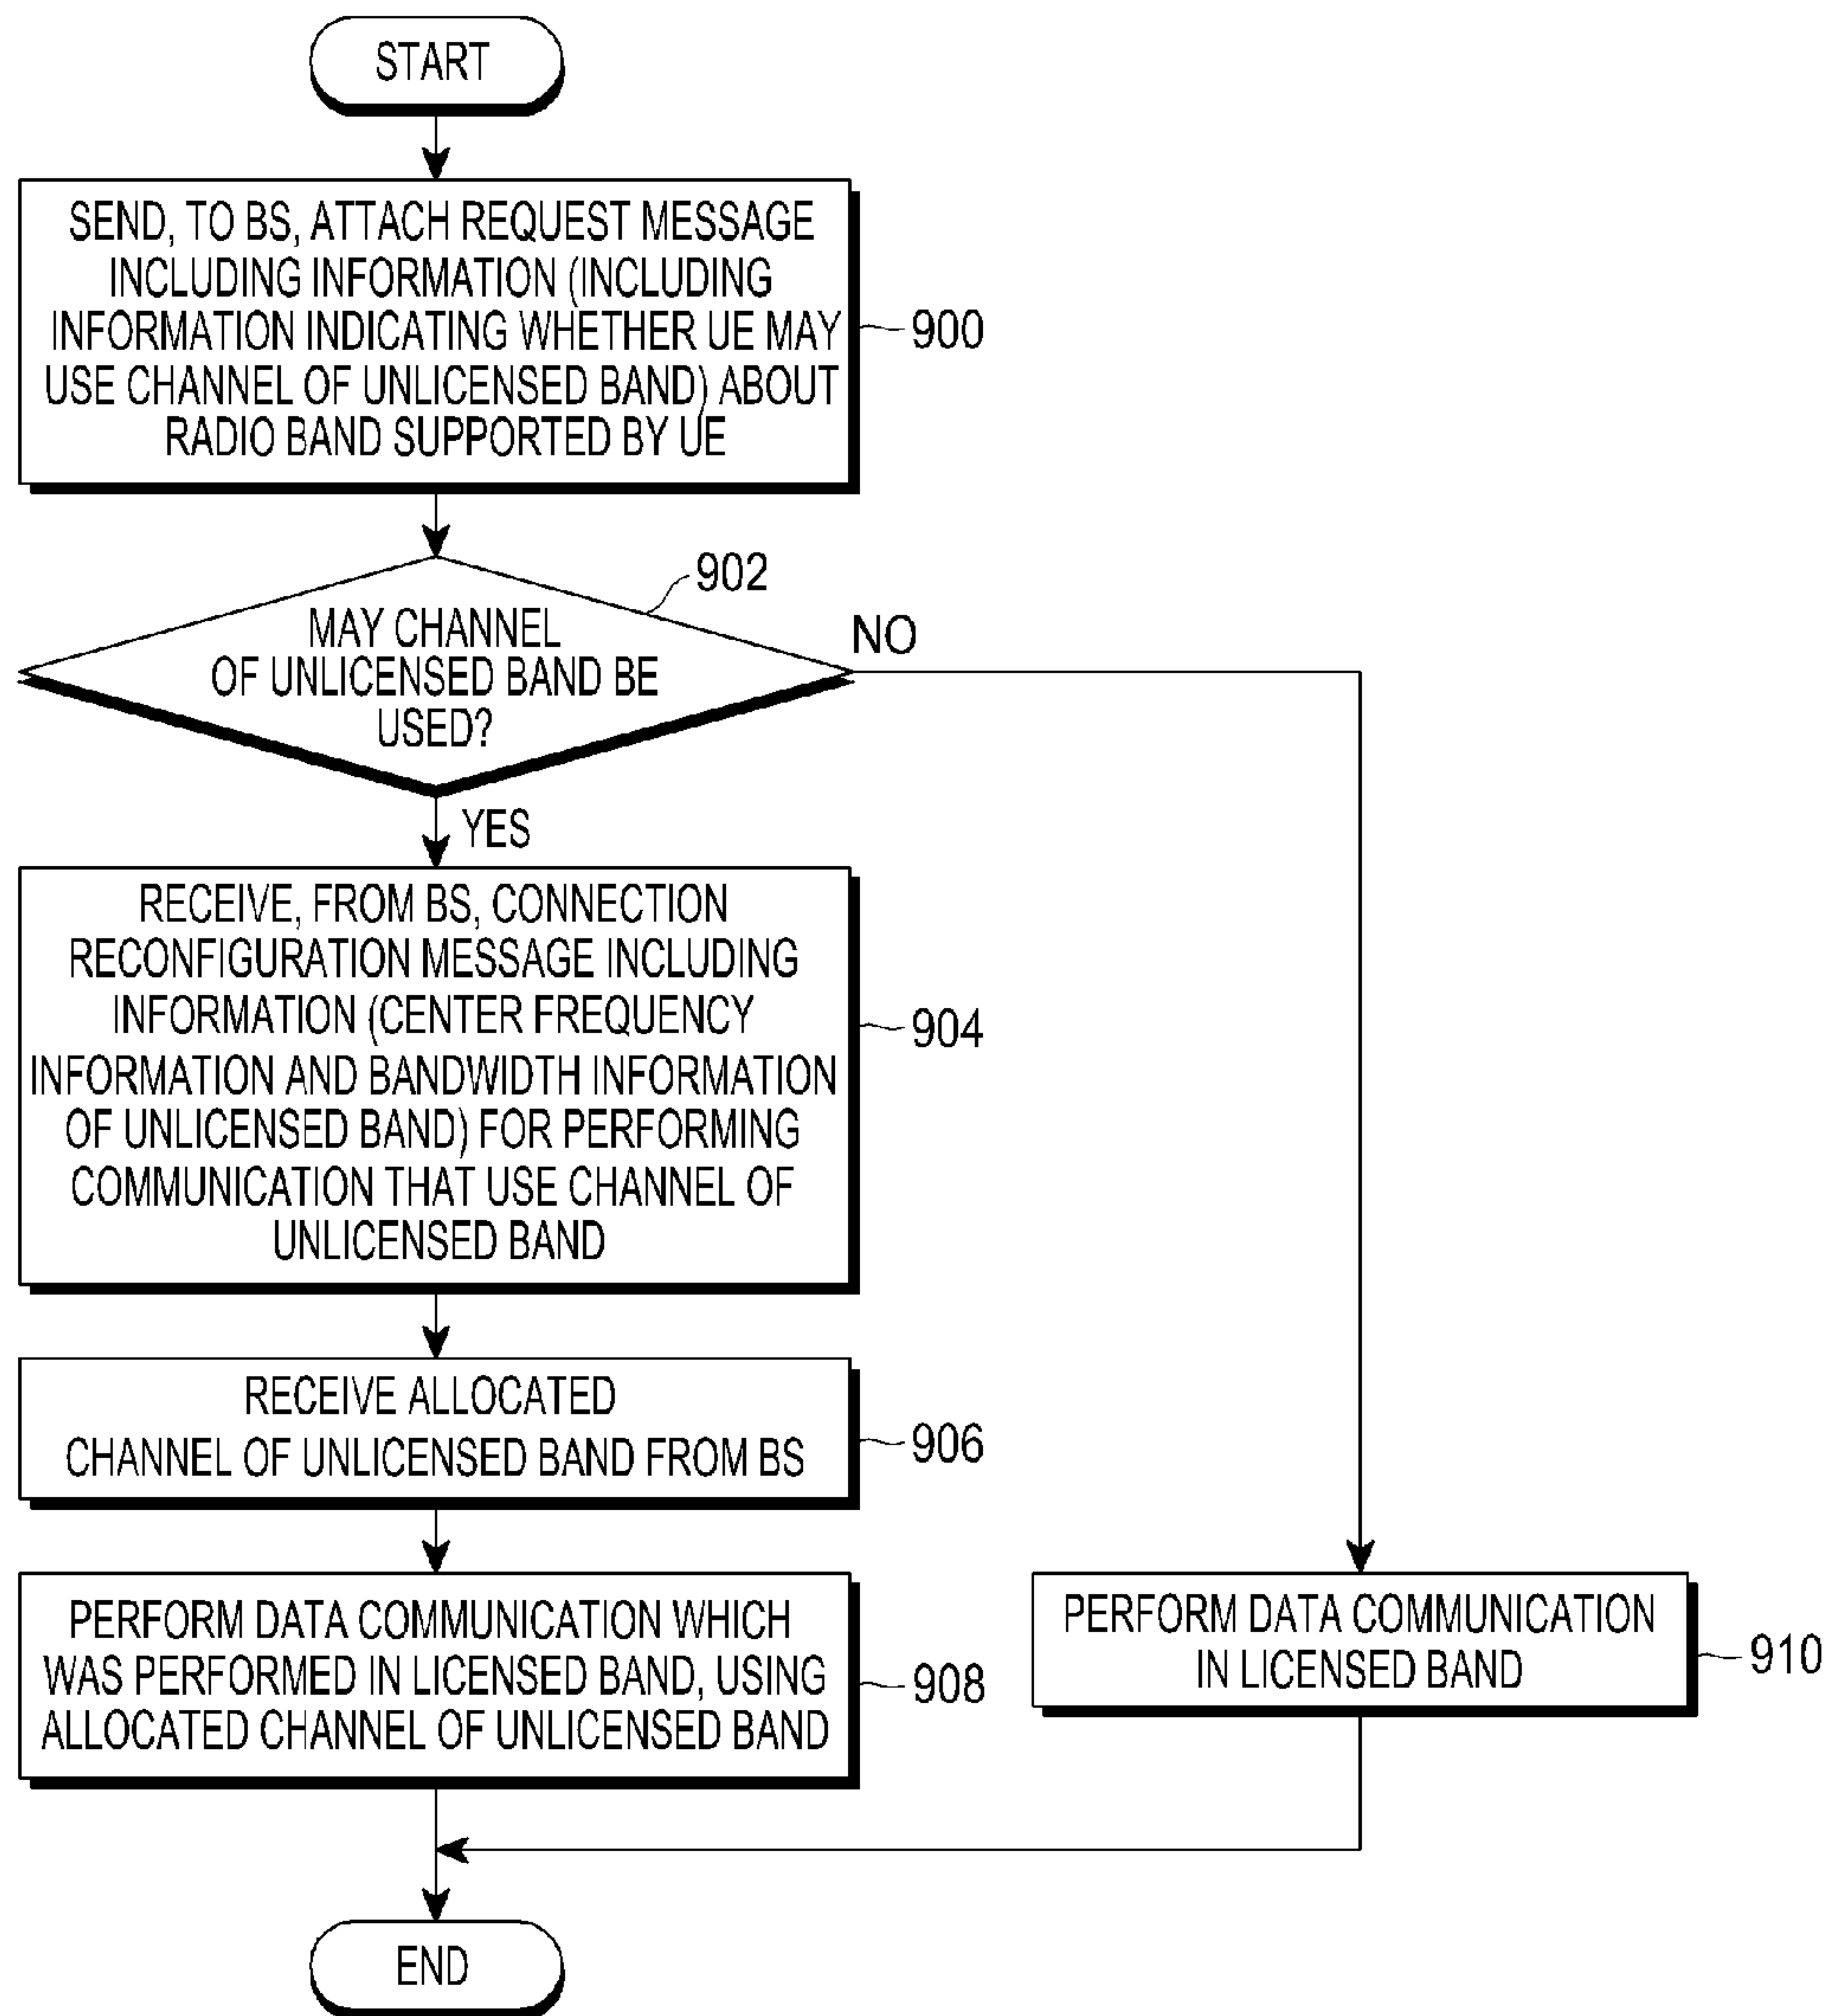 START
SEND, TO BS, ATTACH REQUEST MESSAGE
INCLUDING INFORMATION (INCLUDING
INFORMATION INDICATING WHETHER UE MAY
USE CHANNEL OF UNLICENSED BAND) ABOUT
RADIO BAND SUPPORTED BY UE
900
902
MAY CHANNEL
OF UNLICENSED BAND BE
USED?
NO
YES
RECEIVE, FROM BS, CONNECTION
RECONFIGURATION MESSAGE INCLUDING
INFORMATION (CENTER FREQUENCY
INFORMATION AND BANDWIDTH INFORMATION
OF UNLICENSED BAND) FOR PERFORMING
COMMUNICATION THAT USE CHANNEL OF
UNLICENSED BAND
904
RECEIVE ALLOCATED
CHANNEL OF UNLICENSED BAND FROM BS
906
PERFORM DATA COMMUNICATION WHICH
WAS PERFORMED IN LICENSED BAND, USING
ALLOCATED CHANNEL OF UNLICENSED BAND
908
PERFORM DATA COMMUNICATION
IN LICENSED BAND
910
END